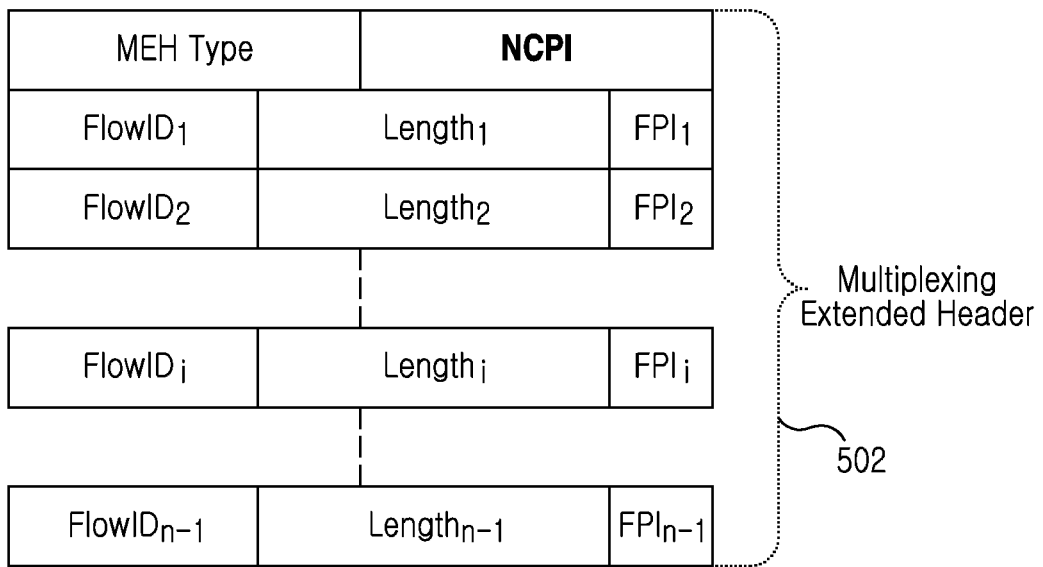 MEH Type NCPI
FlowID₁ Length₁ FPI₁
FlowID₂ Length₂ FPI₂
Multiplexing
Extended Header
FlowIDᵢ Lengthᵢ FPIᵢ
502
FlowIDₙ₋₁ Lengthₙ₋₁ FPIₙ₋₁